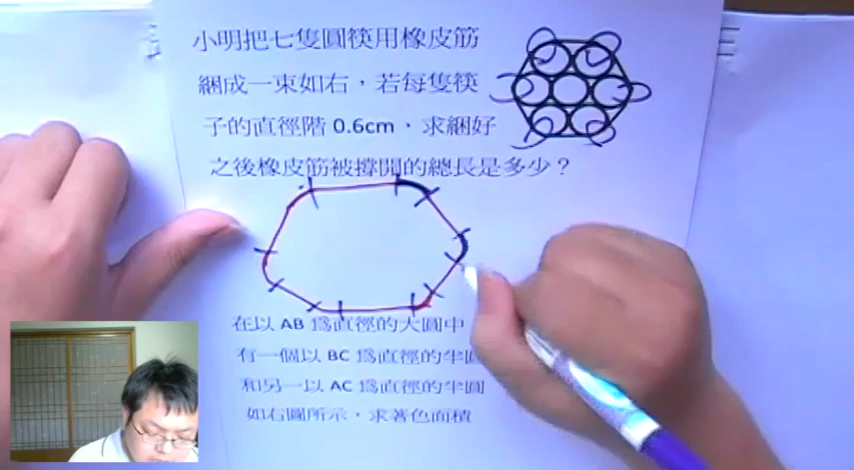 小明把七隻圓筷用橡皮筋
綑成一束如右，若每隻筷
子的直徑階 0.6cm，求綑好
之後橡皮筋被撐開的總長是多少？
在以 AB 為直徑的大圓中
有一個以 BC 為直徑的半圓
和另一以 AC 為直徑的半圓
如右圖所示，求著色面積